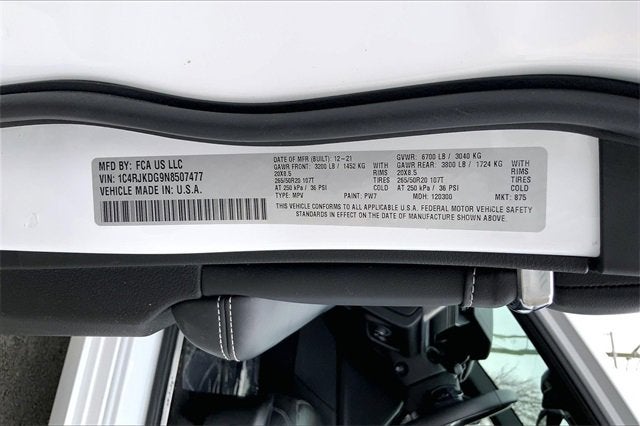 MFD BY: FCA US LLC
VIN: 1C4RJKDG9N8507477
VEHICLE MADE IN U.S.A.
DATE OF MFR (BUILT): 12-21 GVWR: 6700 LB / 3040 KG
GAWR FRONT: 3200 LB / 1452 KG WITH GAWR REAR: 3800 LB / 1724 KG WITH
20X8.5 RIMS 20X8.5 RIMS
265/50R20 107T TIRES 265/50R20 107T TIRES
AT 250 kPa / 36 PSI COLD AT 250 kPa / 36 PSI COLD
TYPE: MPV PAINT: PW7 MDH: 120300 MKT: 875
THIS VEHICLE CONFORMS TO ALL APPLICABLE U.S.A. FEDERAL MOTOR VEHICLE SAFETY
STANDARDS IN EFFECT ON THE DATE OF MANUFACTURE SHOWN ABOVE.